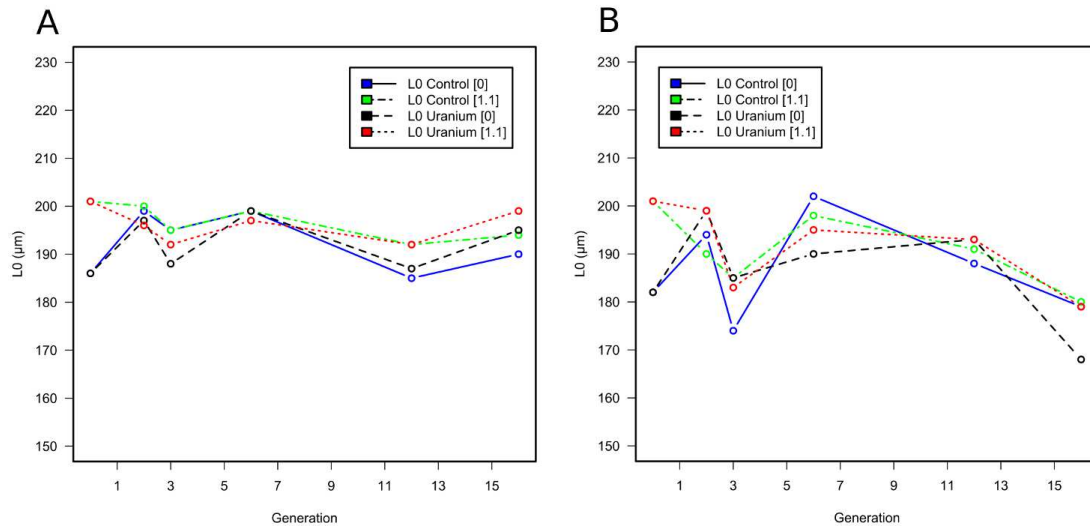 A
230
220
210
200
190
180
170
160
150
L0 (µm)
L0 Control [0]
L0 Control [1.1]
L0 Uranium [0]
L0 Uranium [1.1]
1 3 5 7 9 11 13 15
Generation
B
230
220
210
200
190
180
170
160
150
L0 (µm)
L0 Control [0]
L0 Control [1.1]
L0 Uranium [0]
L0 Uranium [1.1]
1 3 5 7 9 11 13 15
Generation